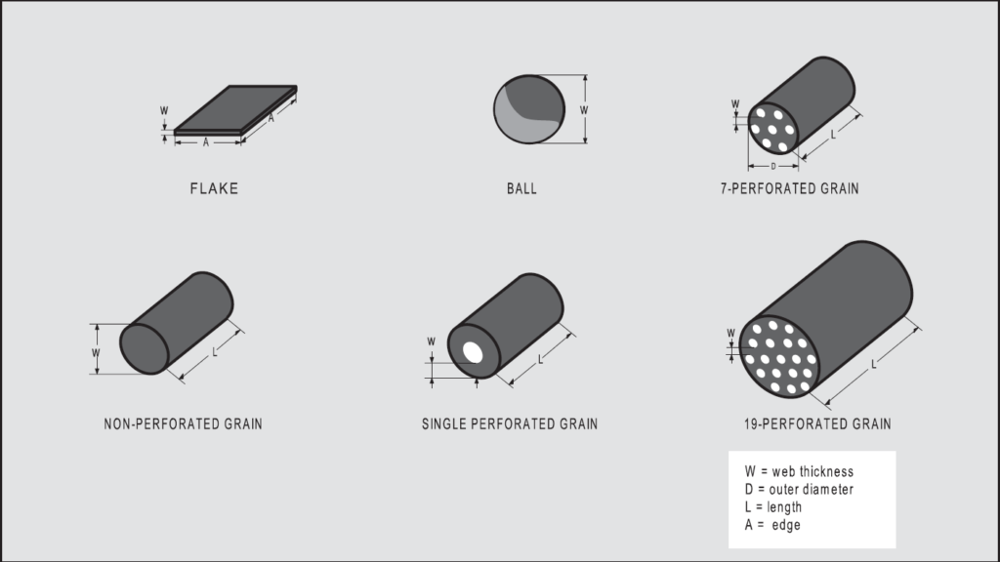 W
A
A
FLAKE
W
BALL
W
L
D
7-PERFORATED GRAIN
W
L
NON-PERFORATED GRAIN
W
L
SINGLE PERFORATED GRAIN
W
L
19-PERFORATED GRAIN
W = web thickness
D = outer diameter
L = length
A = edge